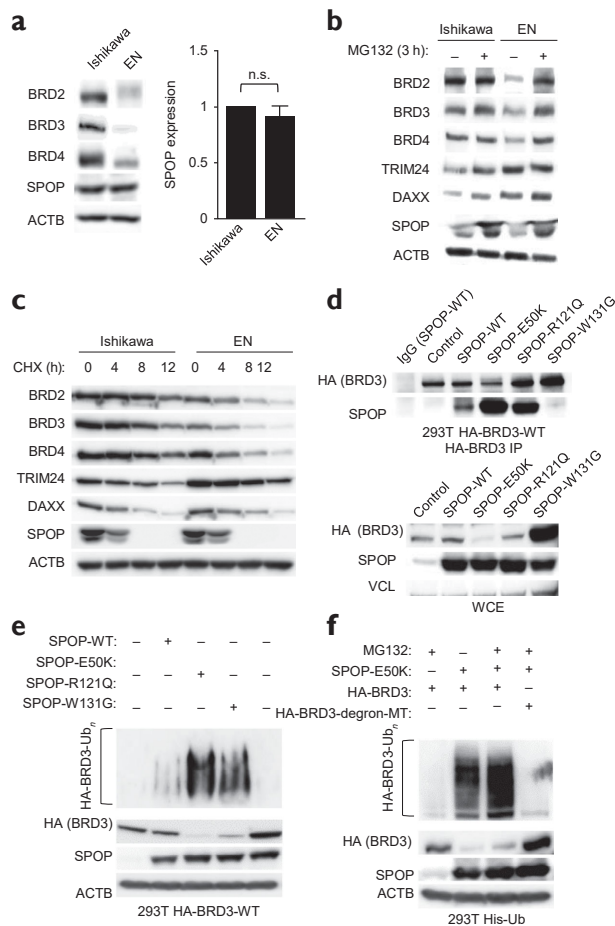 a
Ishikawa
EN
BRD2
BRD3
BRD4
SPOP
ACTB
SPOP expression
1.5
1
0.5
0
n.s.
Ishikawa
EN
b
Ishikawa EN
MG132 (3 h): – + – +
BRD2
BRD3
BRD4
TRIM24
DAXX
SPOP
ACTB
c
Ishikawa EN
CHX (h): 0 4 8 12 0 4 8 12
BRD2
BRD3
BRD4
TRIM24
DAXX
SPOP
ACTB
d
IgG (SPOP-WT)
Control
SPOP-WT
SPOP-E50K
SPOP-R121Q
SPOP-W131G
HA (BRD3)
SPOP
293T HA-BRD3-WT
HA-BRD3 IP
Control
SPOP-WT
SPOP-E50K
SPOP-R121Q
SPOP-W131G
HA (BRD3)
SPOP
VCL
WCE
e
SPOP-WT: – + – – –
SPOP-E50K:
SPOP-R121Q: – – + – –
SPOP-W131G: – – – + –
HA-BRD3-Ubn
HA (BRD3)
SPOP
ACTB
293T HA-BRD3-WT
f
MG132: + – + +
SPOP-E50K: – + + +
HA-BRD3: + + + –
HA-BRD3-degron-MT: – – – +
HA-BRD3-Ubn
HA (BRD3)
SPOP
ACTB
293T His-Ub